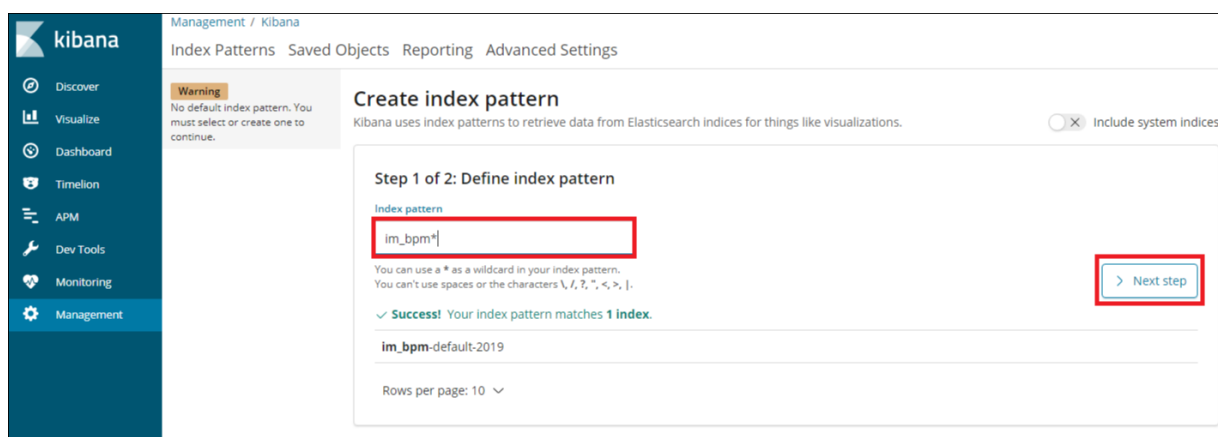 kibana
Discover
Visualize
Dashboard
Timelion
APM
Dev Tools
Monitoring
Management
Management / Kibana
Index Patterns Saved Objects Reporting Advanced Settings
Warning
No default index pattern. You
must select or create one to
continue.
Create index pattern
Kibana uses index patterns to retrieve data from Elasticsearch indices for things like visualizations.
Include system indices
Step 1 of 2: Define index pattern
Index pattern
im_bpm*
You can use a * as a wildcard in your index pattern.
You can't use spaces or the characters \, /, ?, ", <, >, |.
> Next step
✓ Success! Your index pattern matches 1 index.
im_bpm-default-2019
Rows per page: 10